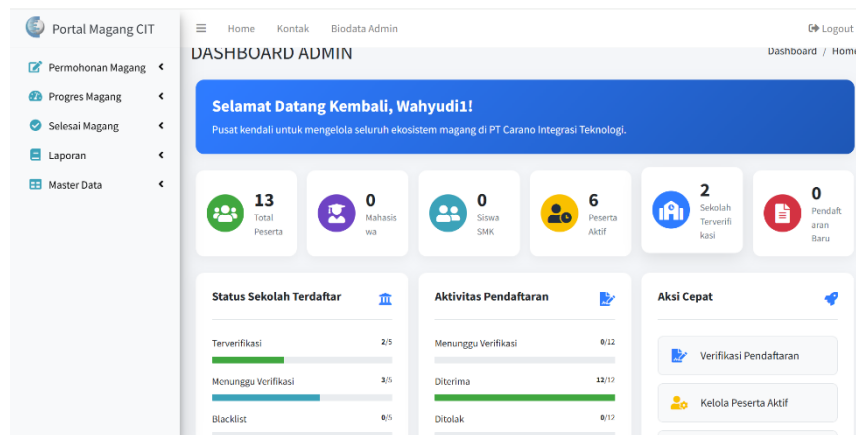 Portal Magang CIT
Home Kontak Biodata Admin
Logout
Permohonan Magang
Progres Magang
Selesai Magang
Laporan
Master Data
DASHBOARD ADMIN
Dashboard / Home
Selamat Datang Kembali, Wahyudi1!
Pusat kendali untuk mengelola seluruh ekosistem magang di PT Carano Integrasi Teknologi.
13
Total
Peserta
0
Mahasis
wa
0
Siswa
SMK
6
Peserta
Aktif
2
Sekolah
Terverifi
kasi
0
Pendaft
aran
Baru
Status Sekolah Terdaftar
Terverifikasi 2/5
Menunggu Verifikasi 3/5
Blacklist 0/5
Aktivitas Pendaftaran
Menunggu Verifikasi 0/12
Diterima 12/12
Ditolak 0/12
Aksi Cepat
Verifikasi Pendaftaran
Kelola Peserta Aktif